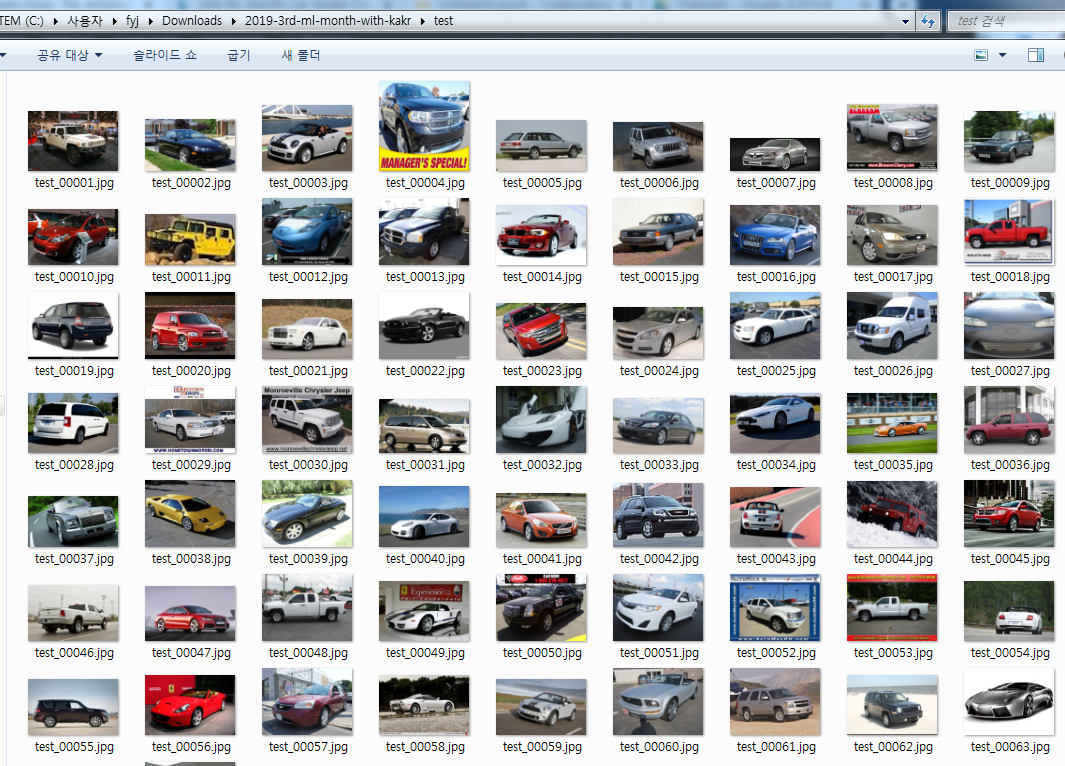 TEM (C:) ▸ 사용자 ▸ fyj ▸ Downloads ▸ 2019-3rd-ml-month-with-kakr ▸ test
test 검색
공유 대상 슬라이드 쇼 굽기 새 폴더
MANAGER'S SPECIAL!
BLOSSOM
test_00001.jpg test_00002.jpg test_00003.jpg test_00004.jpg test_00005.jpg test_00006.jpg test_00007.jpg test_00008.jpg test_00009.jpg
test_00010.jpg test_00011.jpg test_00012.jpg test_00013.jpg test_00014.jpg test_00015.jpg test_00016.jpg test_00017.jpg test_00018.jpg
test_00019.jpg test_00020.jpg test_00021.jpg test_00022.jpg test_00023.jpg test_00024.jpg test_00025.jpg test_00026.jpg test_00027.jpg
Monroeville Chrysler Jeep
WWW.HOMETOWNMOTORS.COM
www.monroevillechryslerjeep.net
test_00028.jpg test_00029.jpg test_00030.jpg test_00031.jpg test_00032.jpg test_00033.jpg test_00034.jpg test_00035.jpg test_00036.jpg
test_00037.jpg test_00038.jpg test_00039.jpg test_00040.jpg test_00041.jpg test_00042.jpg test_00043.jpg test_00044.jpg test_00045.jpg
Experience
test_00046.jpg test_00047.jpg test_00048.jpg test_00049.jpg test_00050.jpg test_00051.jpg test_00052.jpg test_00053.jpg test_00054.jpg
test_00055.jpg test_00056.jpg test_00057.jpg test_00058.jpg test_00059.jpg test_00060.jpg test_00061.jpg test_00062.jpg test_00063.jpg